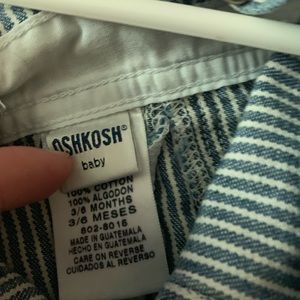 OSHKOSH®
baby
100% COTTON
100% ALGODON
3/6 MONTHS
3/6 MESES
602-8016
MADE IN GUATEMALA
HECHO EN GUATEMALA
CARE ON REVERSE
CUIDADOS AL REVERSO